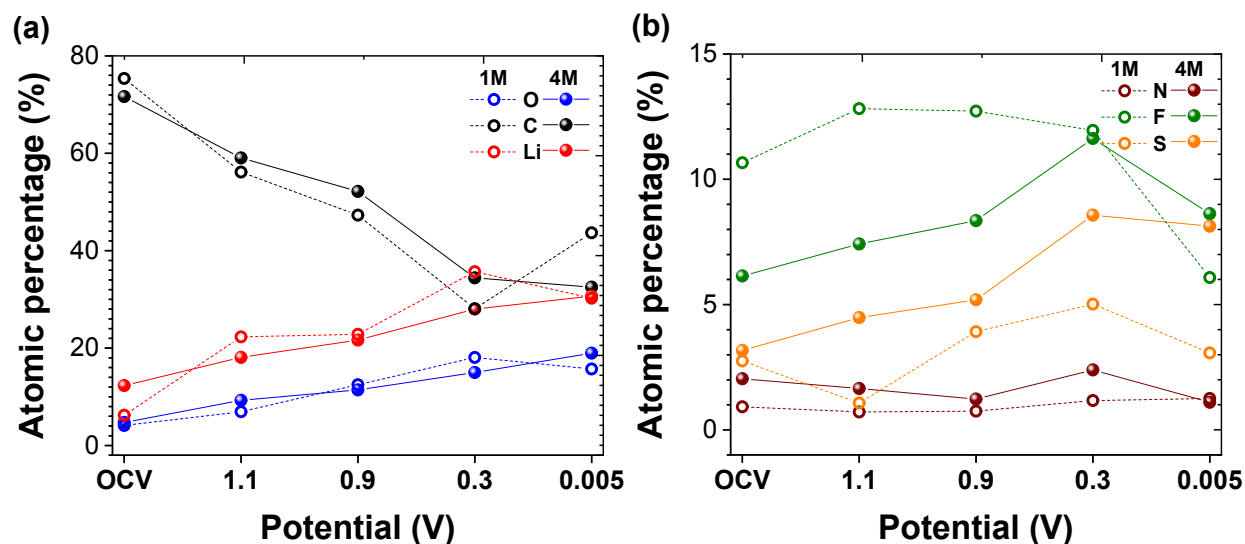 (a)
Atomic percentage (%)
80
60
40
20
0
1M 4M
O
C
Li
OCV 1.1 0.9 0.3 0.005
Potential (V)
(b)
Atomic percentage (%)
15
10
5
0
1M 4M
N
F
S
OCV 1.1 0.9 0.3 0.005
Potential (V)